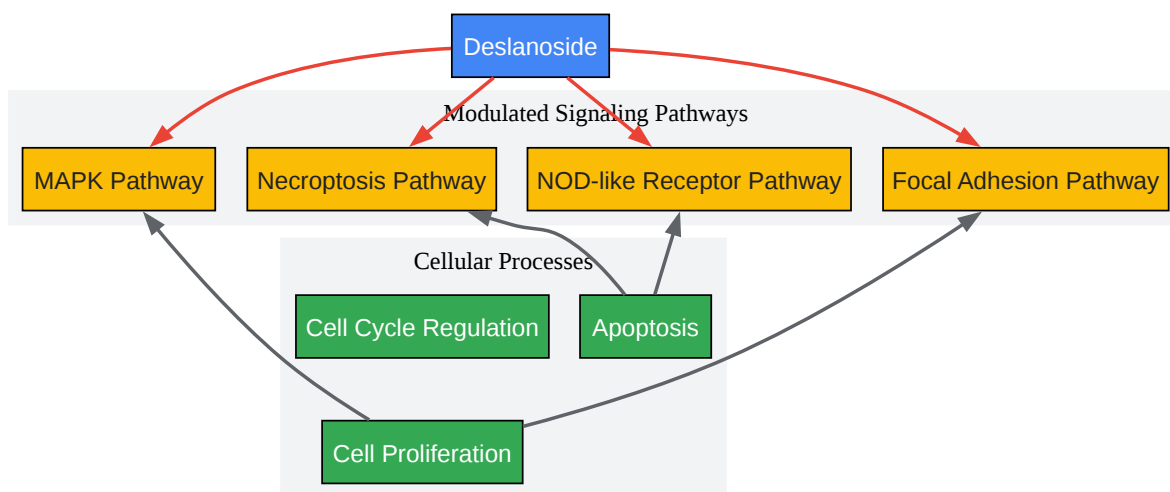 Deslanoside
Modulated Signaling Pathways
MAPK Pathway
Necroptosis Pathway
NOD-like Receptor Pathway
Focal Adhesion Pathway
Cellular Processes
Cell Cycle Regulation
Apoptosis
Cell Proliferation